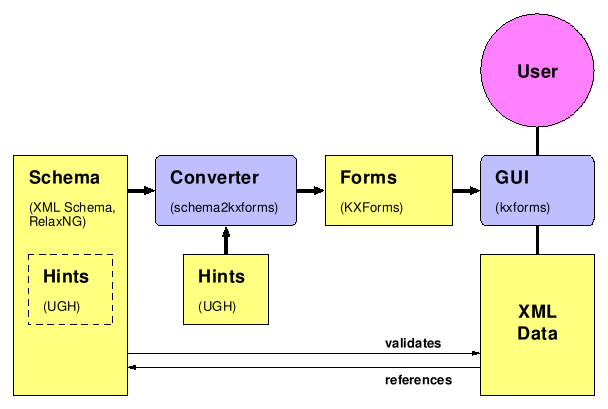 User
Schema
(XML Schema,
RelaxNG)
Converter
(schema2kxforms)
Forms
(KXForms)
GUI
(kxforms)
Hints
(UGH)
Hints
(UGH)
XML
Data
validates
references